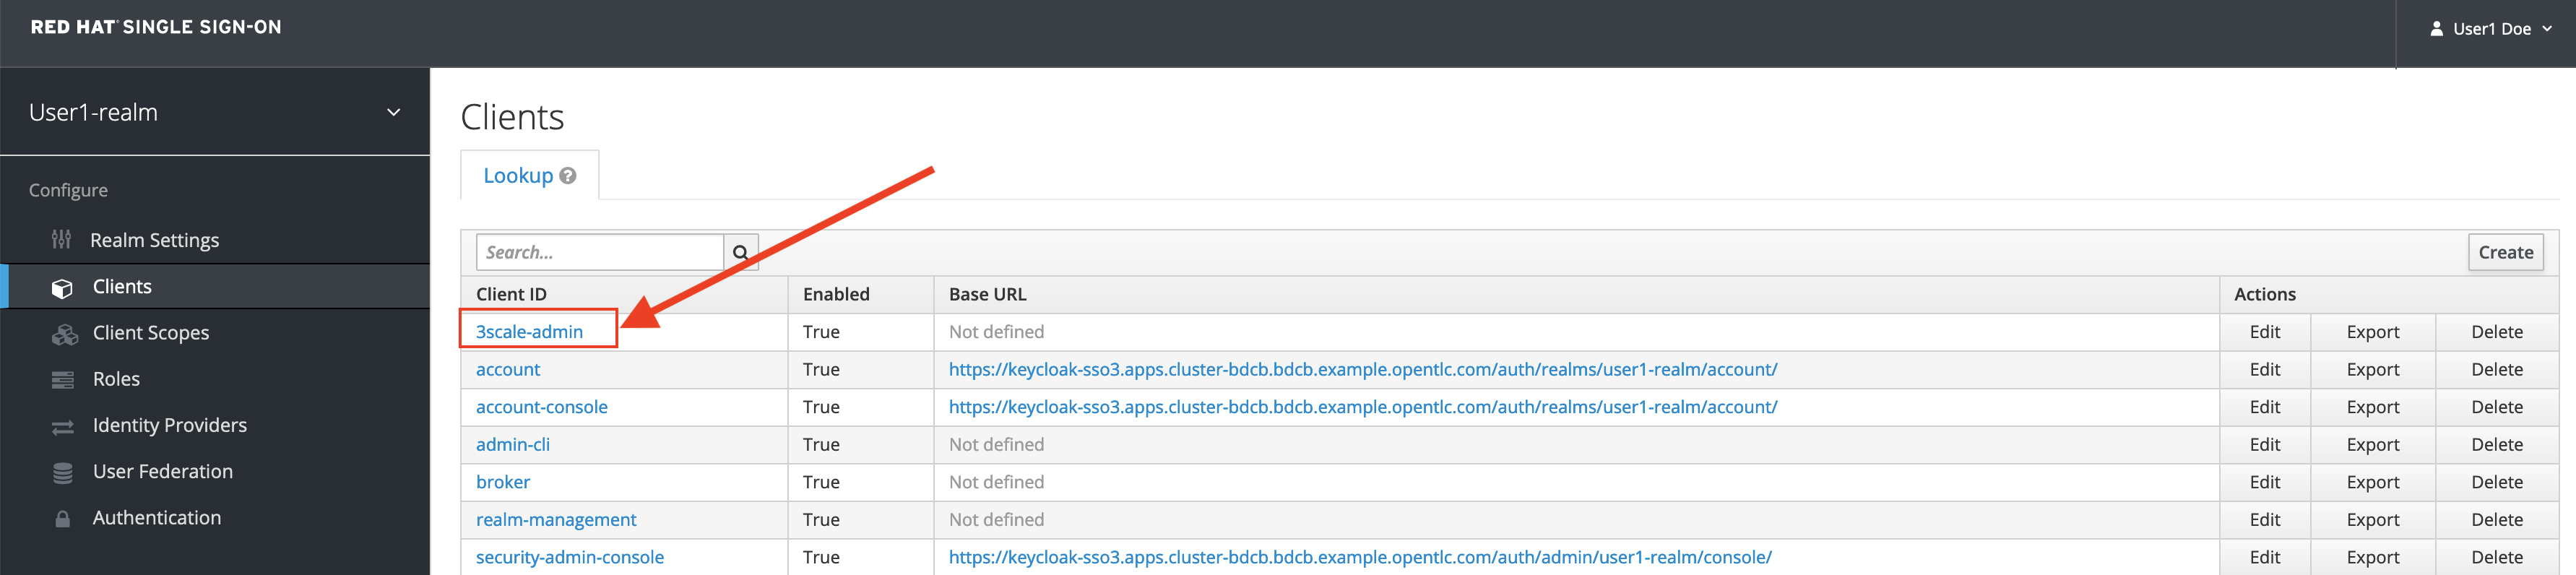 RED HAT® SINGLE SIGN-ON
User1 Doe
User1-realm
Configure
Realm Settings
Clients
Client Scopes
Roles
Identity Providers
User Federation
Authentication
Clients
Lookup ?
Search...
Create
Client ID Enabled Base URL Actions
3scale-admin True Not defined Edit Export Delete
account True https://keycloak-sso3.apps.cluster-bdcb.bdcb.example.opentlc.com/auth/realms/user1-realm/account/ Edit Export Delete
account-console True https://keycloak-sso3.apps.cluster-bdcb.bdcb.example.opentlc.com/auth/realms/user1-realm/account/ Edit Export Delete
admin-cli True Not defined Edit Export Delete
broker True Not defined Edit Export Delete
realm-management True Not defined Edit Export Delete
security-admin-console True https://keycloak-sso3.apps.cluster-bdcb.bdcb.example.opentlc.com/auth/admin/user1-realm/console/ Edit Export Delete